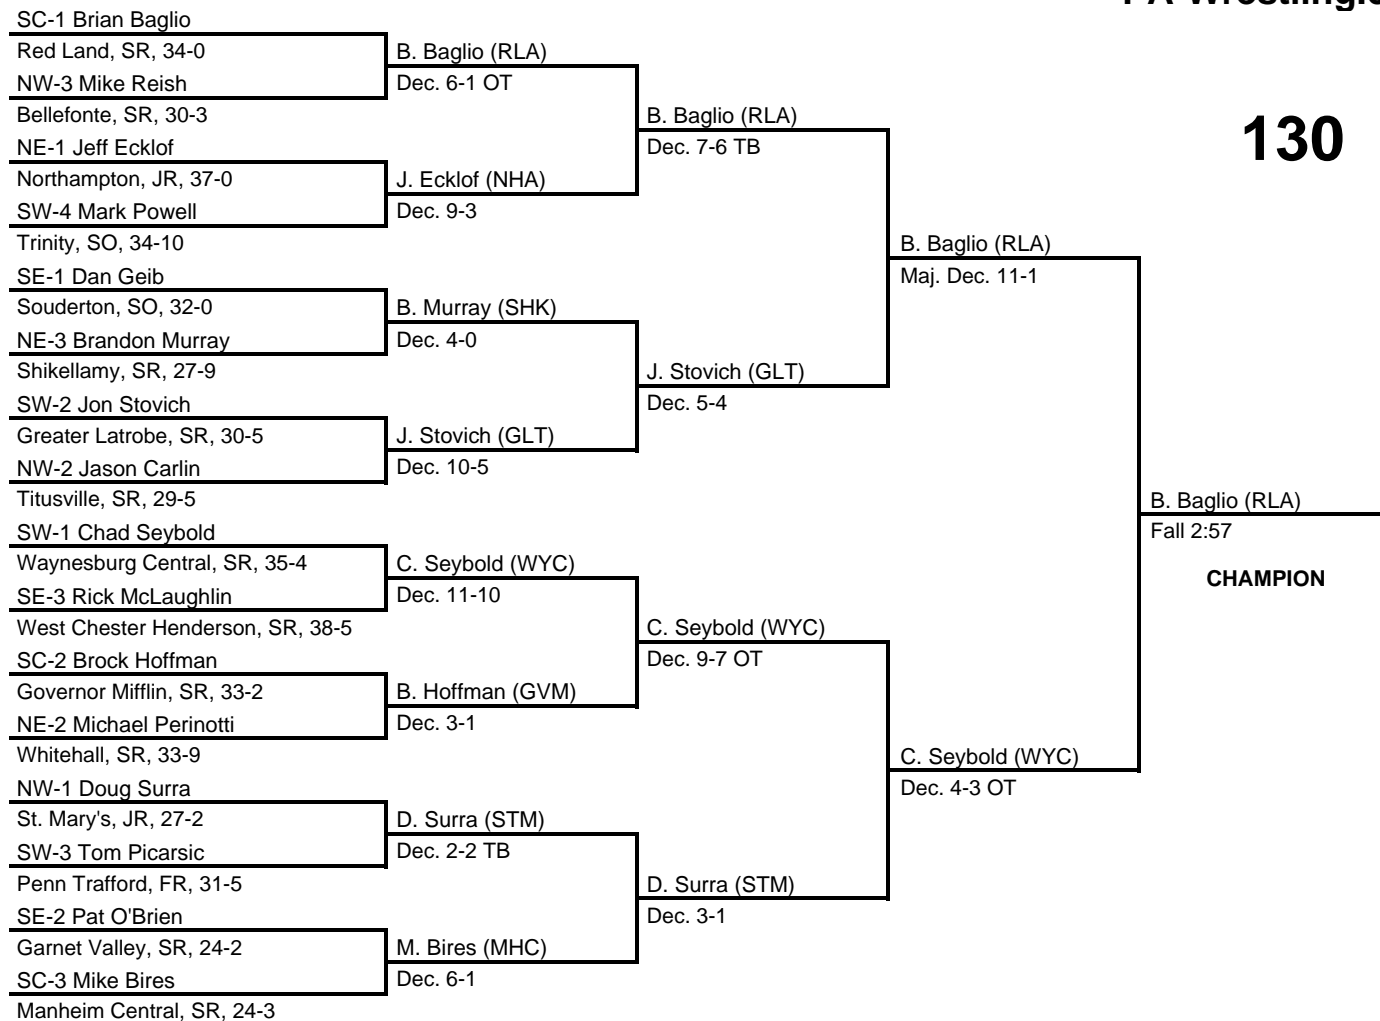 SC-1 Brian Baglio
Red Land, SR, 34-0
NW-3 Mike Reish
Bellefonte, SR, 30-3
NE-1 Jeff Ecklof
Northampton, JR, 37-0
SW-4 Mark Powell
Trinity, SO, 34-10
SE-1 Dan Geib
Souderton, SO, 32-0
NE-3 Brandon Murray
Shikellamy, SR, 27-9
SW-2 Jon Stovich
Greater Latrobe, SR, 30-5
NW-2 Jason Carlin
Titusville, SR, 29-5
SW-1 Chad Seybold
Waynesburg Central, SR, 35-4
SE-3 Rick McLaughlin
West Chester Henderson, SR, 38-5
SC-2 Brock Hoffman
Governor Mifflin, SR, 33-2
NE-2 Michael Perinotti
Whitehall, SR, 33-9
NW-1 Doug Surra
St. Mary's, JR, 27-2
SW-3 Tom Picarsic
Penn Trafford, FR, 31-5
SE-2 Pat O'Brien
Garnet Valley, SR, 24-2
SC-3 Mike Bires
Manheim Central, SR, 24-3
B. Baglio (RLA)
Dec. 6-1 OT
J. Ecklof (NHA)
Dec. 9-3
B. Murray (SHK)
Dec. 4-0
J. Stovich (GLT)
Dec. 10-5
C. Seybold (WYC)
Dec. 11-10
B. Hoffman (GVM)
Dec. 3-1
D. Surra (STM)
Dec. 2-2 TB
M. Bires (MHC)
Dec. 6-1
B. Baglio (RLA)
Dec. 7-6 TB
J. Stovich (GLT)
Dec. 5-4
C. Seybold (WYC)
Dec. 9-7 OT
D. Surra (STM)
Dec. 3-1
B. Baglio (RLA)
Maj. Dec. 11-1
C. Seybold (WYC)
Dec. 4-3 OT
130
B. Baglio (RLA)
Fall 2:57
CHAMPION